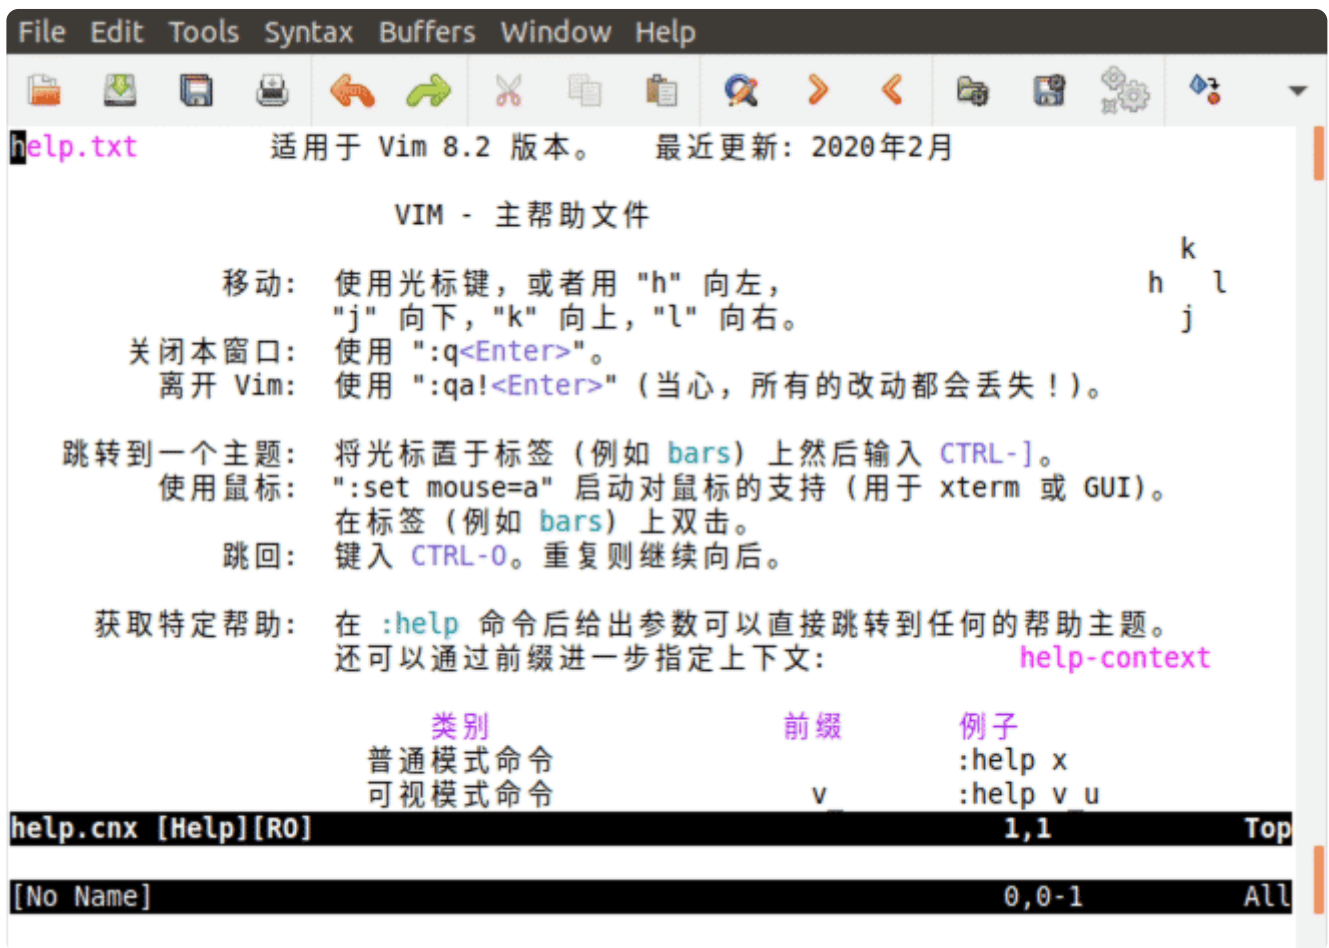 File Edit Tools Syntax Buffers Window Help
help.txt 适用于 Vim 8.2 版本。 最近更新: 2020年2月
VIM - 主帮助文件
k
移动: 使用光标键，或者用 "h" 向左， h l
"j" 向下，"k" 向上，"l" 向右。 j
关闭本窗口: 使用 ":q<Enter>"。
离开 Vim: 使用 ":qa!<Enter>" (当心，所有的改动都会丢失！)。
跳转到一个主题: 将光标置于标签 (例如 bars) 上然后输入 CTRL-]。
使用鼠标: ":set mouse=a" 启动对鼠标的支持 (用于 xterm 或 GUI)。
在标签 (例如 bars) 上双击。
跳回: 键入 CTRL-O。重复则继续向后。
获取特定帮助: 在 :help 命令后给出参数可以直接跳转到任何的帮助主题。
还可以通过前缀进一步指定上下文: help-context
类别 前缀 例子
普通模式命令 :help x
可视模式命令 v_ :help v_u
help.cnx [Help][RO] 1,1 Top
[No Name] 0,0-1 All